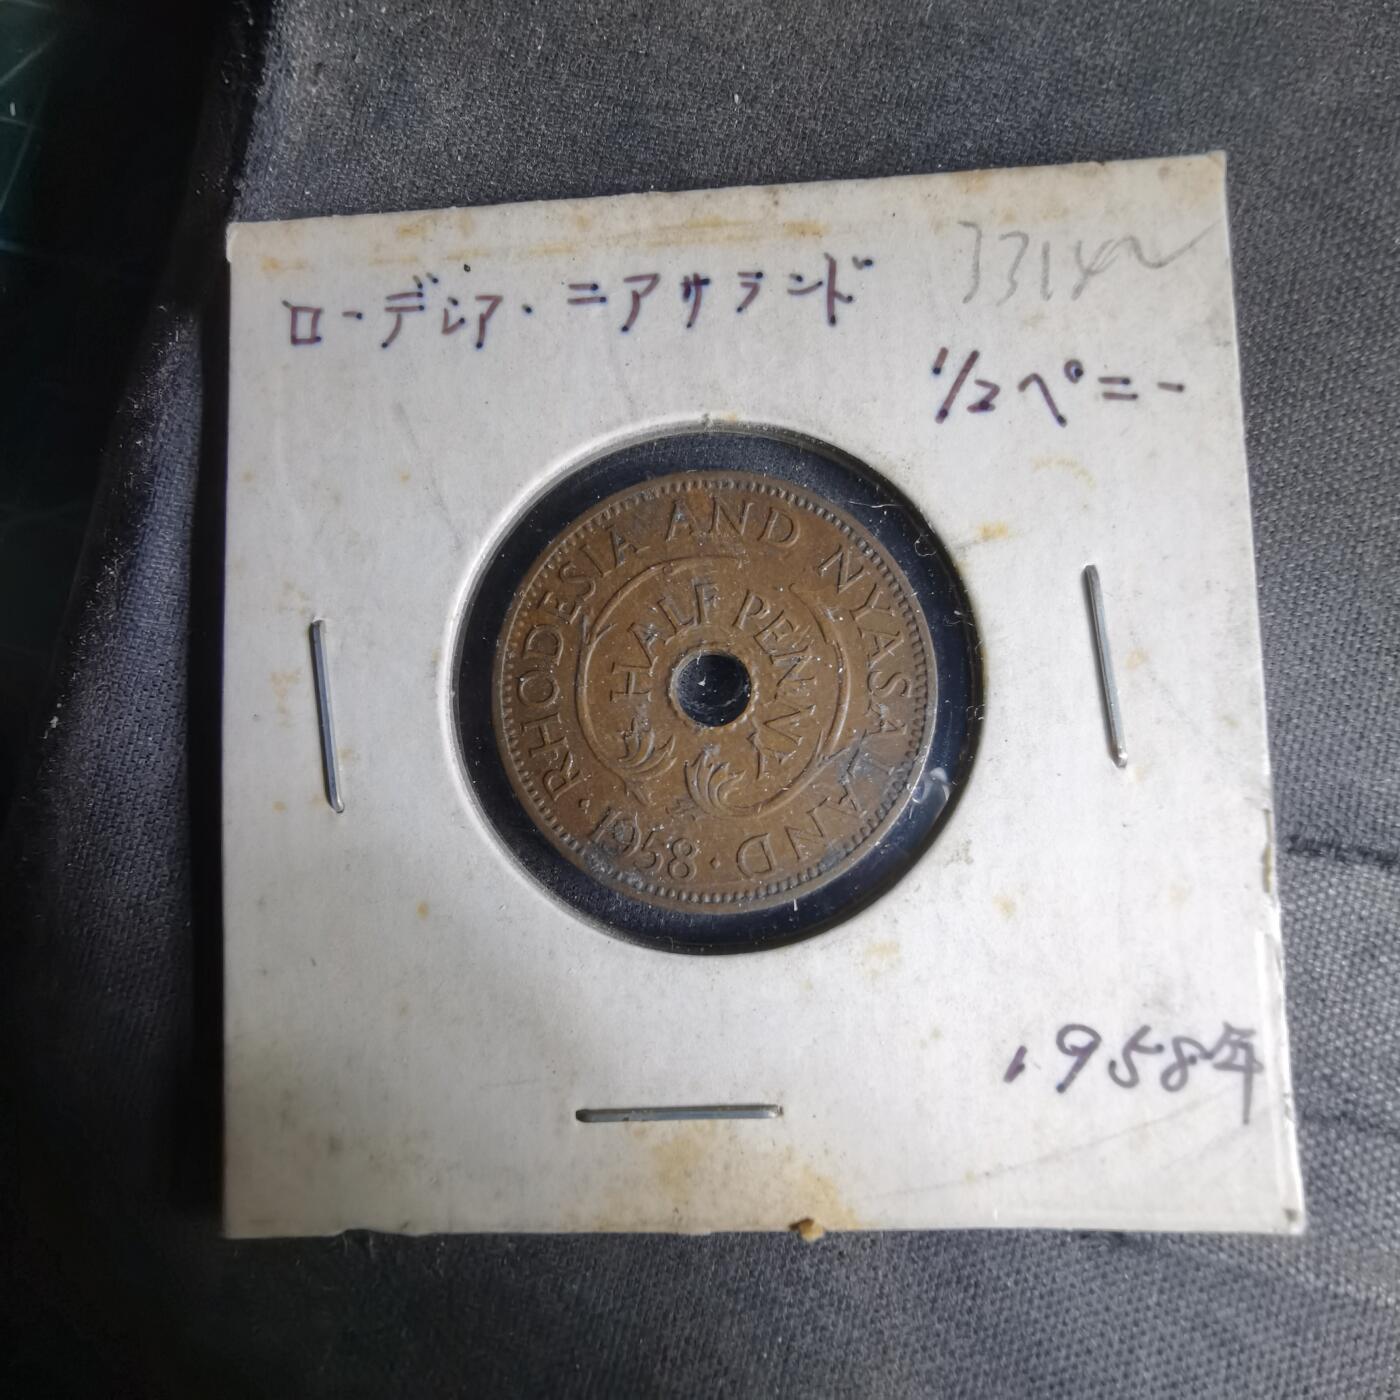 ローデシア・ニアサランド
1/2ペニー
RHODESIA AND NYASALAND
HALF PENNY
·1958·
1958年